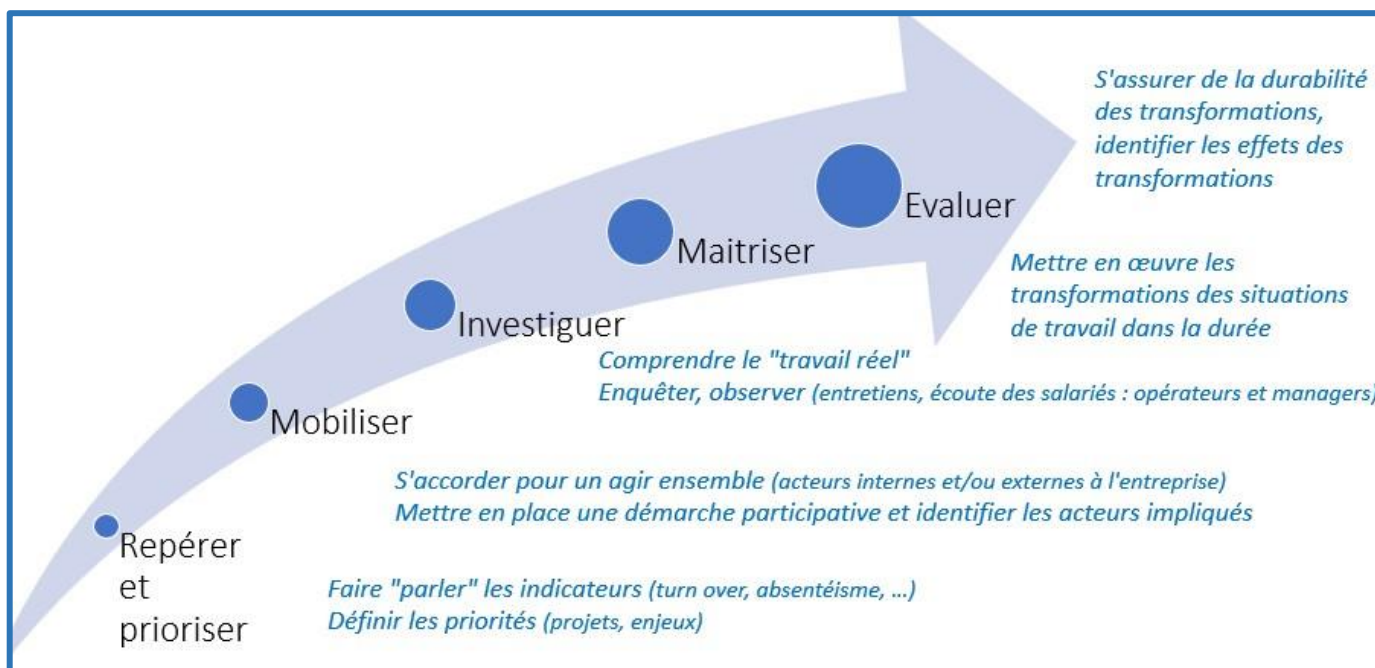 S'assurer de la durabilité
des transformations,
identifier les effets des
transformations
Evaluer
Maitriser
Mettre en œuvre les
transformations des situations
de travail dans la durée
Investiguer
Comprendre le "travail réel"
Enquêter, observer (entretiens, écoute des salariés : opérateurs et managers)
Mobiliser
S'accorder pour un agir ensemble (acteurs internes et/ou externes à l'entreprise)
Mettre en place une démarche participative et identifier les acteurs impliqués
Repérer
et
prioriser
Faire "parler" les indicateurs (turn over, absentéisme, ...)
Définir les priorités (projets, enjeux)